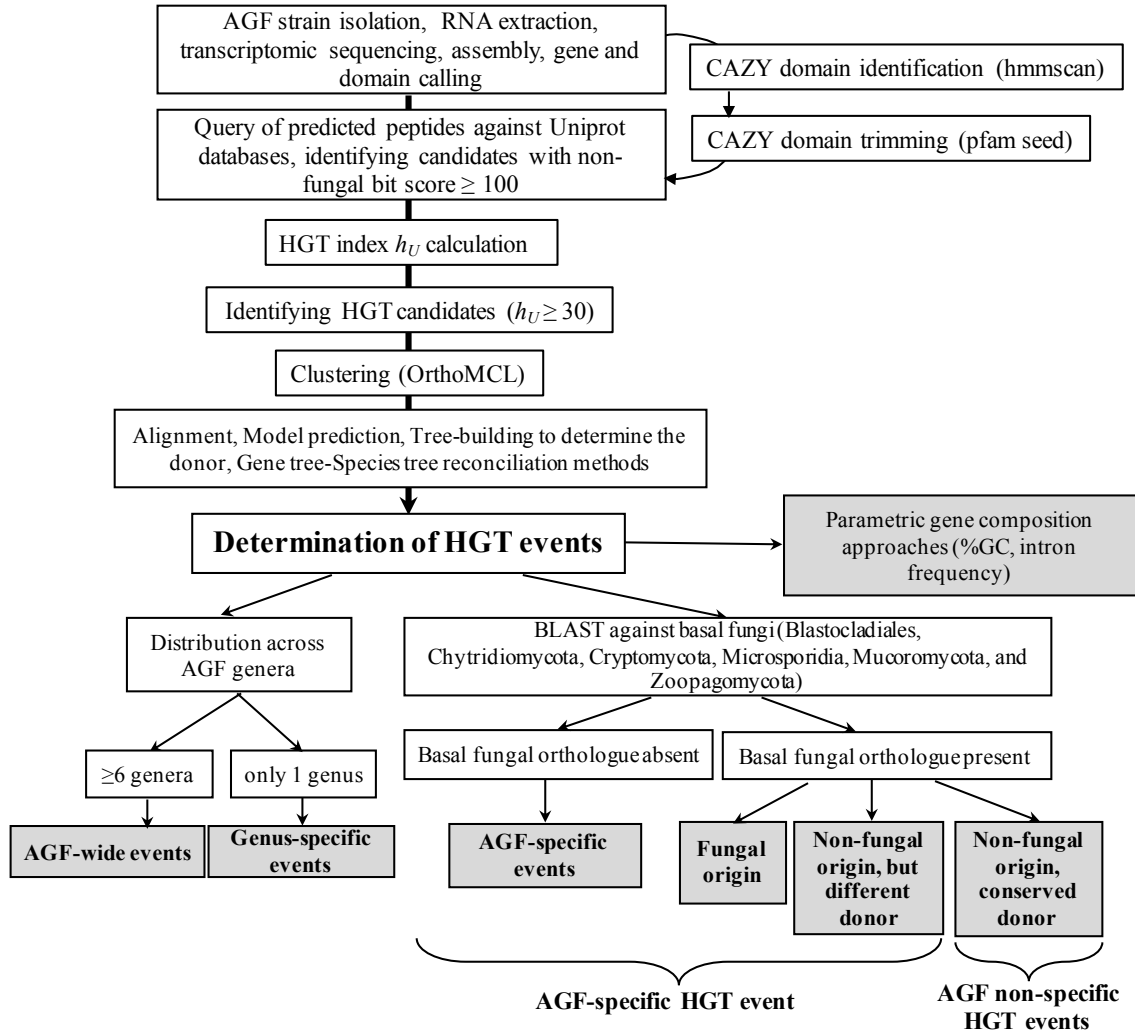 AGF strain isolation, RNA extraction,
transcriptomic sequencing, assembly, gene and
domain calling
CAZY domain identification (hmmscan)
CAZY domain trimming (pfam seed)
Query of predicted peptides against Uniprot
databases, identifying candidates with non-
fungal bit score ≥ 100
HGT index hU calculation
Identifying HGT candidates (hU ≥ 30)
Clustering (OrthoMCL)
Alignment, Model prediction, Tree-building to determine the
donor, Gene tree-Species tree reconciliation methods
Determination of HGT events
Parametric gene composition
approaches (%GC, intron
frequency)
Distribution across
AGF genera
BLAST against basal fungi (Blastocladiales,
Chytridiomycota, Cryptomycota, Microsporidia, Mucoromycota, and
Zoopagomycota)
≥6 genera
only 1 genus
Basal fungal orthologue absent
Basal fungal orthologue present
AGF-wide events
Genus-specific
events
AGF-specific
events
Fungal
origin
Non-fungal
origin, but
different
donor
Non-fungal
origin,
conserved
donor
AGF-specific HGT event
AGF non-specific
HGT events